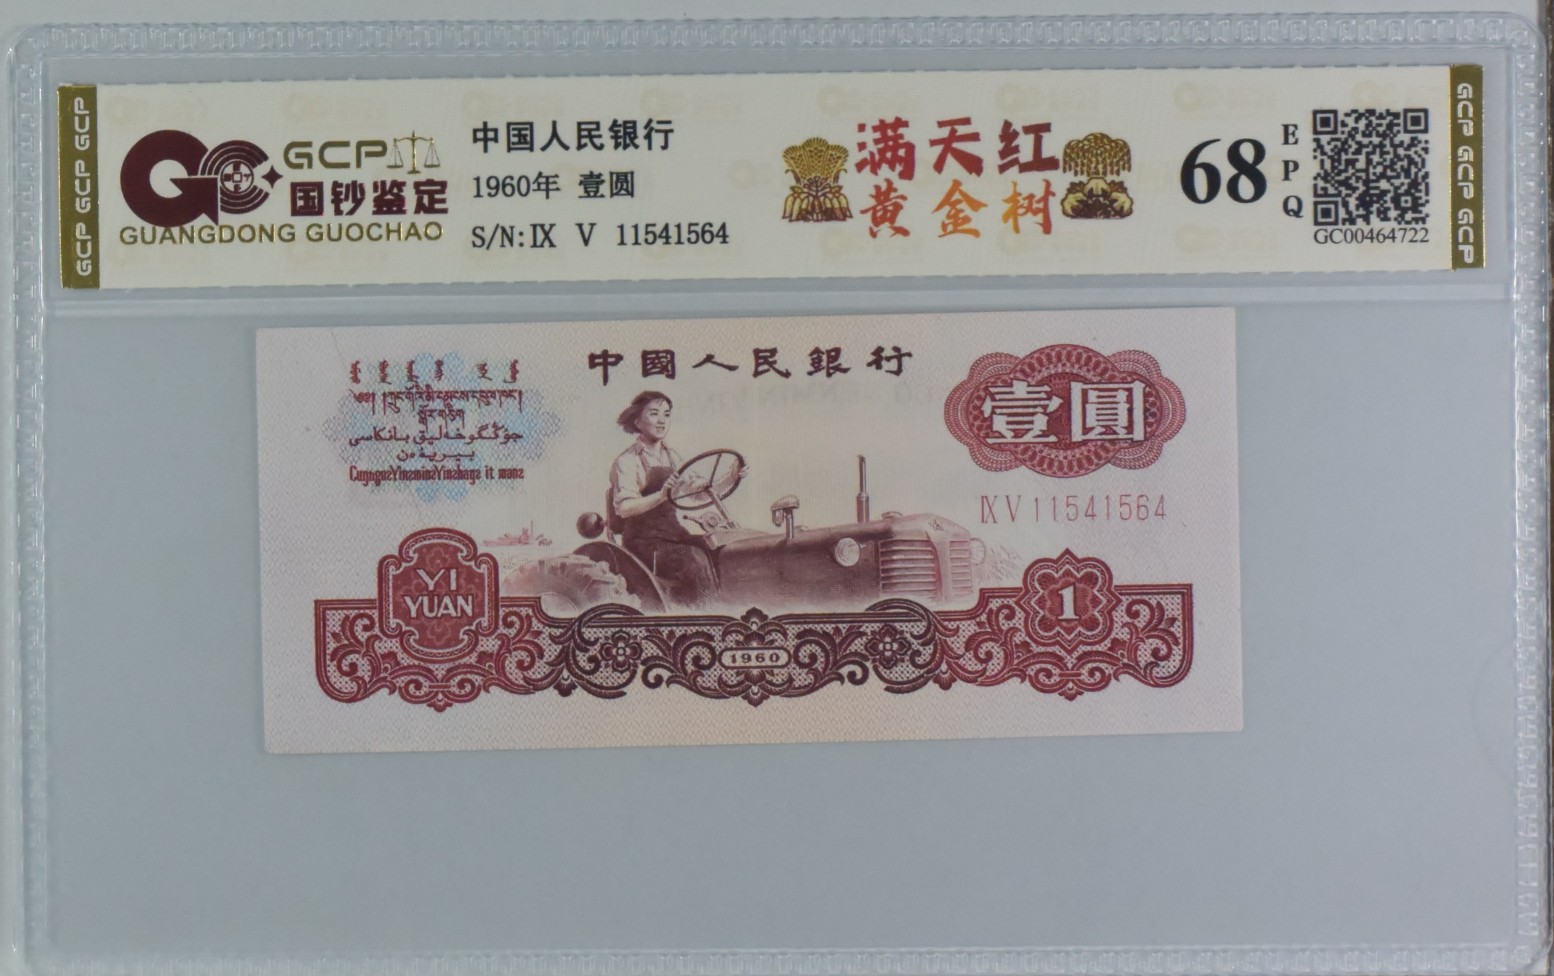 GCP GCP GCP
GCP
国钞鉴定
GUANGDONG GUOCHAO
中国人民银行
1960年 壹圆
S/N:IX V 11541564
满天红
黄金树
68
EPQ
GC00464722
GCP GCP GCP
中國人民銀行
壹圓
IX V 11541564
YI
YUAN
1960
1